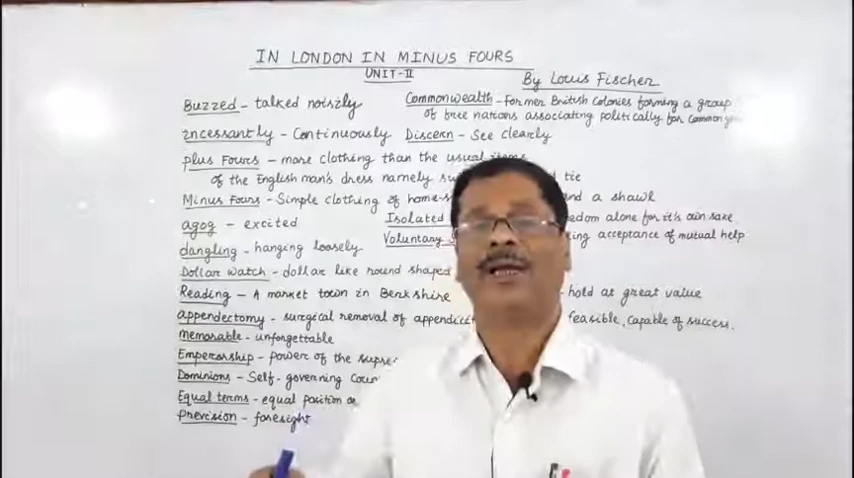 IN LONDON IN MINUS FOURS
UNIT-II
By Louis Fischer
Buzzed - talked noisily
Incessantly - Continuously
plus Fours - more clothing than the usual items
of the English man's dress namely tie
Minus Fours - Simple clothing of home-s and a shawl
agog - excited
dangling - hanging loosely
Dollar watch - dollar like round shaped
Reading - A market town in Berkshire
appendectomy - surgical removal of
memorable - unforgettable
Emperorship - power of the
Dominions - Self-governing
Equal terms - equal position
Prevision - foresight
Commonwealth - Former British Colonies forming a group
of free nations associating politically for
Discern - See clearly
Isolated alone for it's own sake
Voluntary acceptance of mutual help
hold at great value
feasible, capable of success.